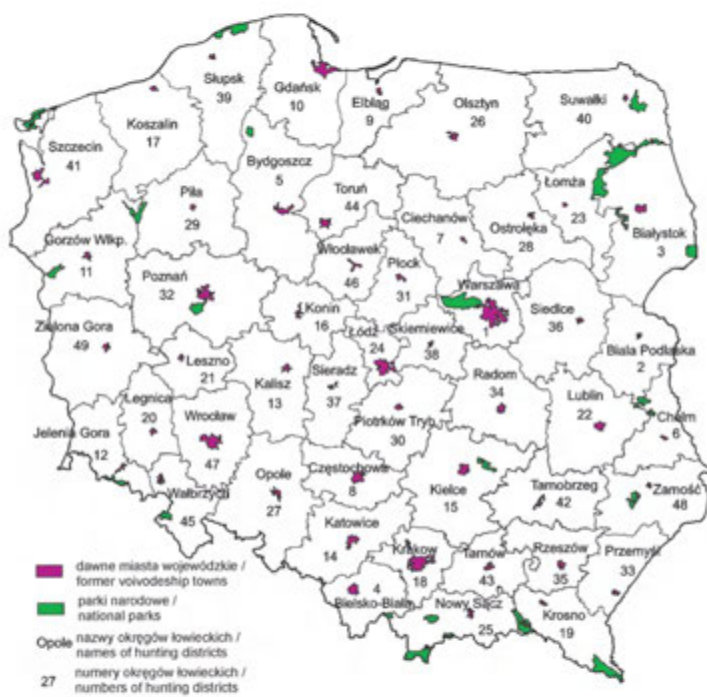 Słupsk
39
Gdańsk
10
Elbląg
9
Olsztyn
26
Suwałki
40
Koszalin
17
Szczecin
41
Bydgoszcz
5
Piła
29
Toruń
44
Ciechanów
7
Ostrołęka
28
Łomża
23
Białystok
3
Gorzów Wlkp.
11
Poznań
32
Włocławek
46
Płock
31
Warszawa
1
Siedlce
36
Konin
16
Zielona Gora
49
Leszno
21
Kalisz
13
Sieradz
37
Łódź
24
Skierniewice
38
Biala Podlaska
2
Radom
34
Lublin
22
Chełm
6
Legnica
20
Jelenia Gora
12
Wrocław
47
Piotrków Tryb.
30
Opole
27
Częstochowa
8
Kielce
15
Tarnobrzeg
42
Zamość
48
Wałbrzych
45
Katowice
14
Krakow
18
Tarnów
43
Rzeszów
35
Przemyśl
33
4
Bielsko-Biała
Nowy Sącz
25
Krosno
19
dawne miasta wojewódzkie /
former voivodeship towns
parki narodowe /
national parks
Opole nazwy okręgów łowieckich /
names of hunting districts
27 numery okręgów łowieckich /
numbers of hunting districts